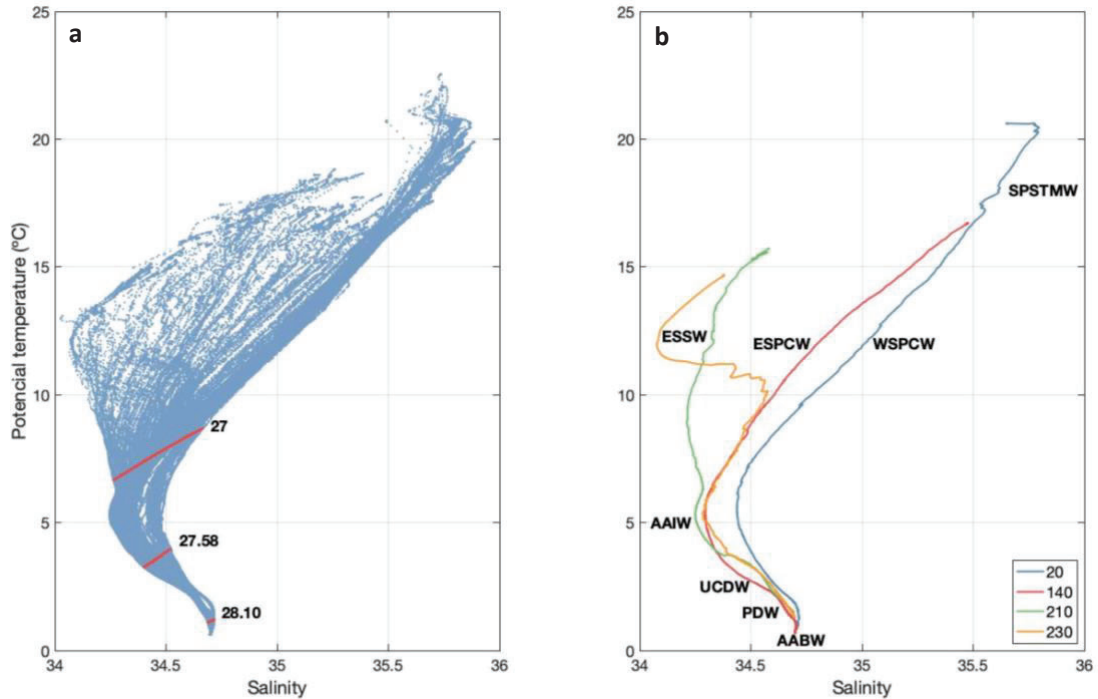 a
25
20
15
10
5
0
Potencial temperature (ºC)
27
27.58
28.10
34
34.5
35
35.5
36
Salinity
b
25
20
15
10
5
0
SPSTMW
ESSW
ESPCW
WSPCW
AAIW
UCDW
PDW
AABW
20
140
210
230
34
34.5
35
35.5
36
Salinity